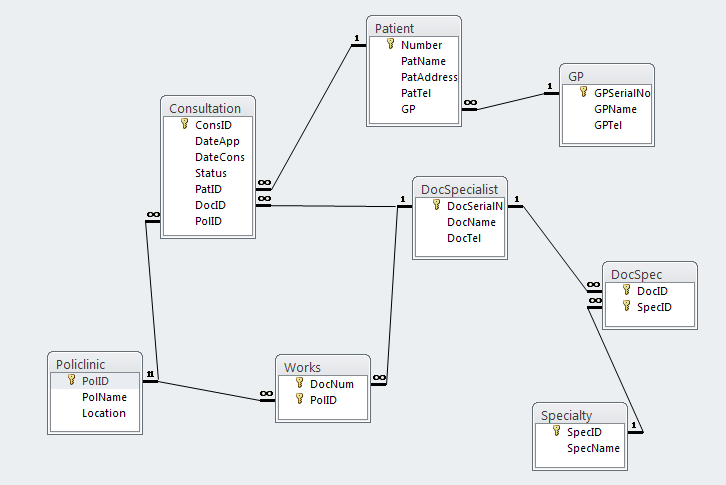 Patient
Number
PatName
PatAddress
PatTel
GP
GP
GPSerialNo
GPName
GPTel
Consultation
ConsID
DateApp
DateCons
Status
PatID
DocID
PolID
DocSpecialist
DocSerialN
DocName
DocTel
DocSpec
DocID
SpecID
Policlinic
PolID
PolName
Location
Works
DocNum
PolID
Specialty
SpecID
SpecName
1
∞
1
∞
∞
∞
1
1
∞
∞
11
∞
∞
1